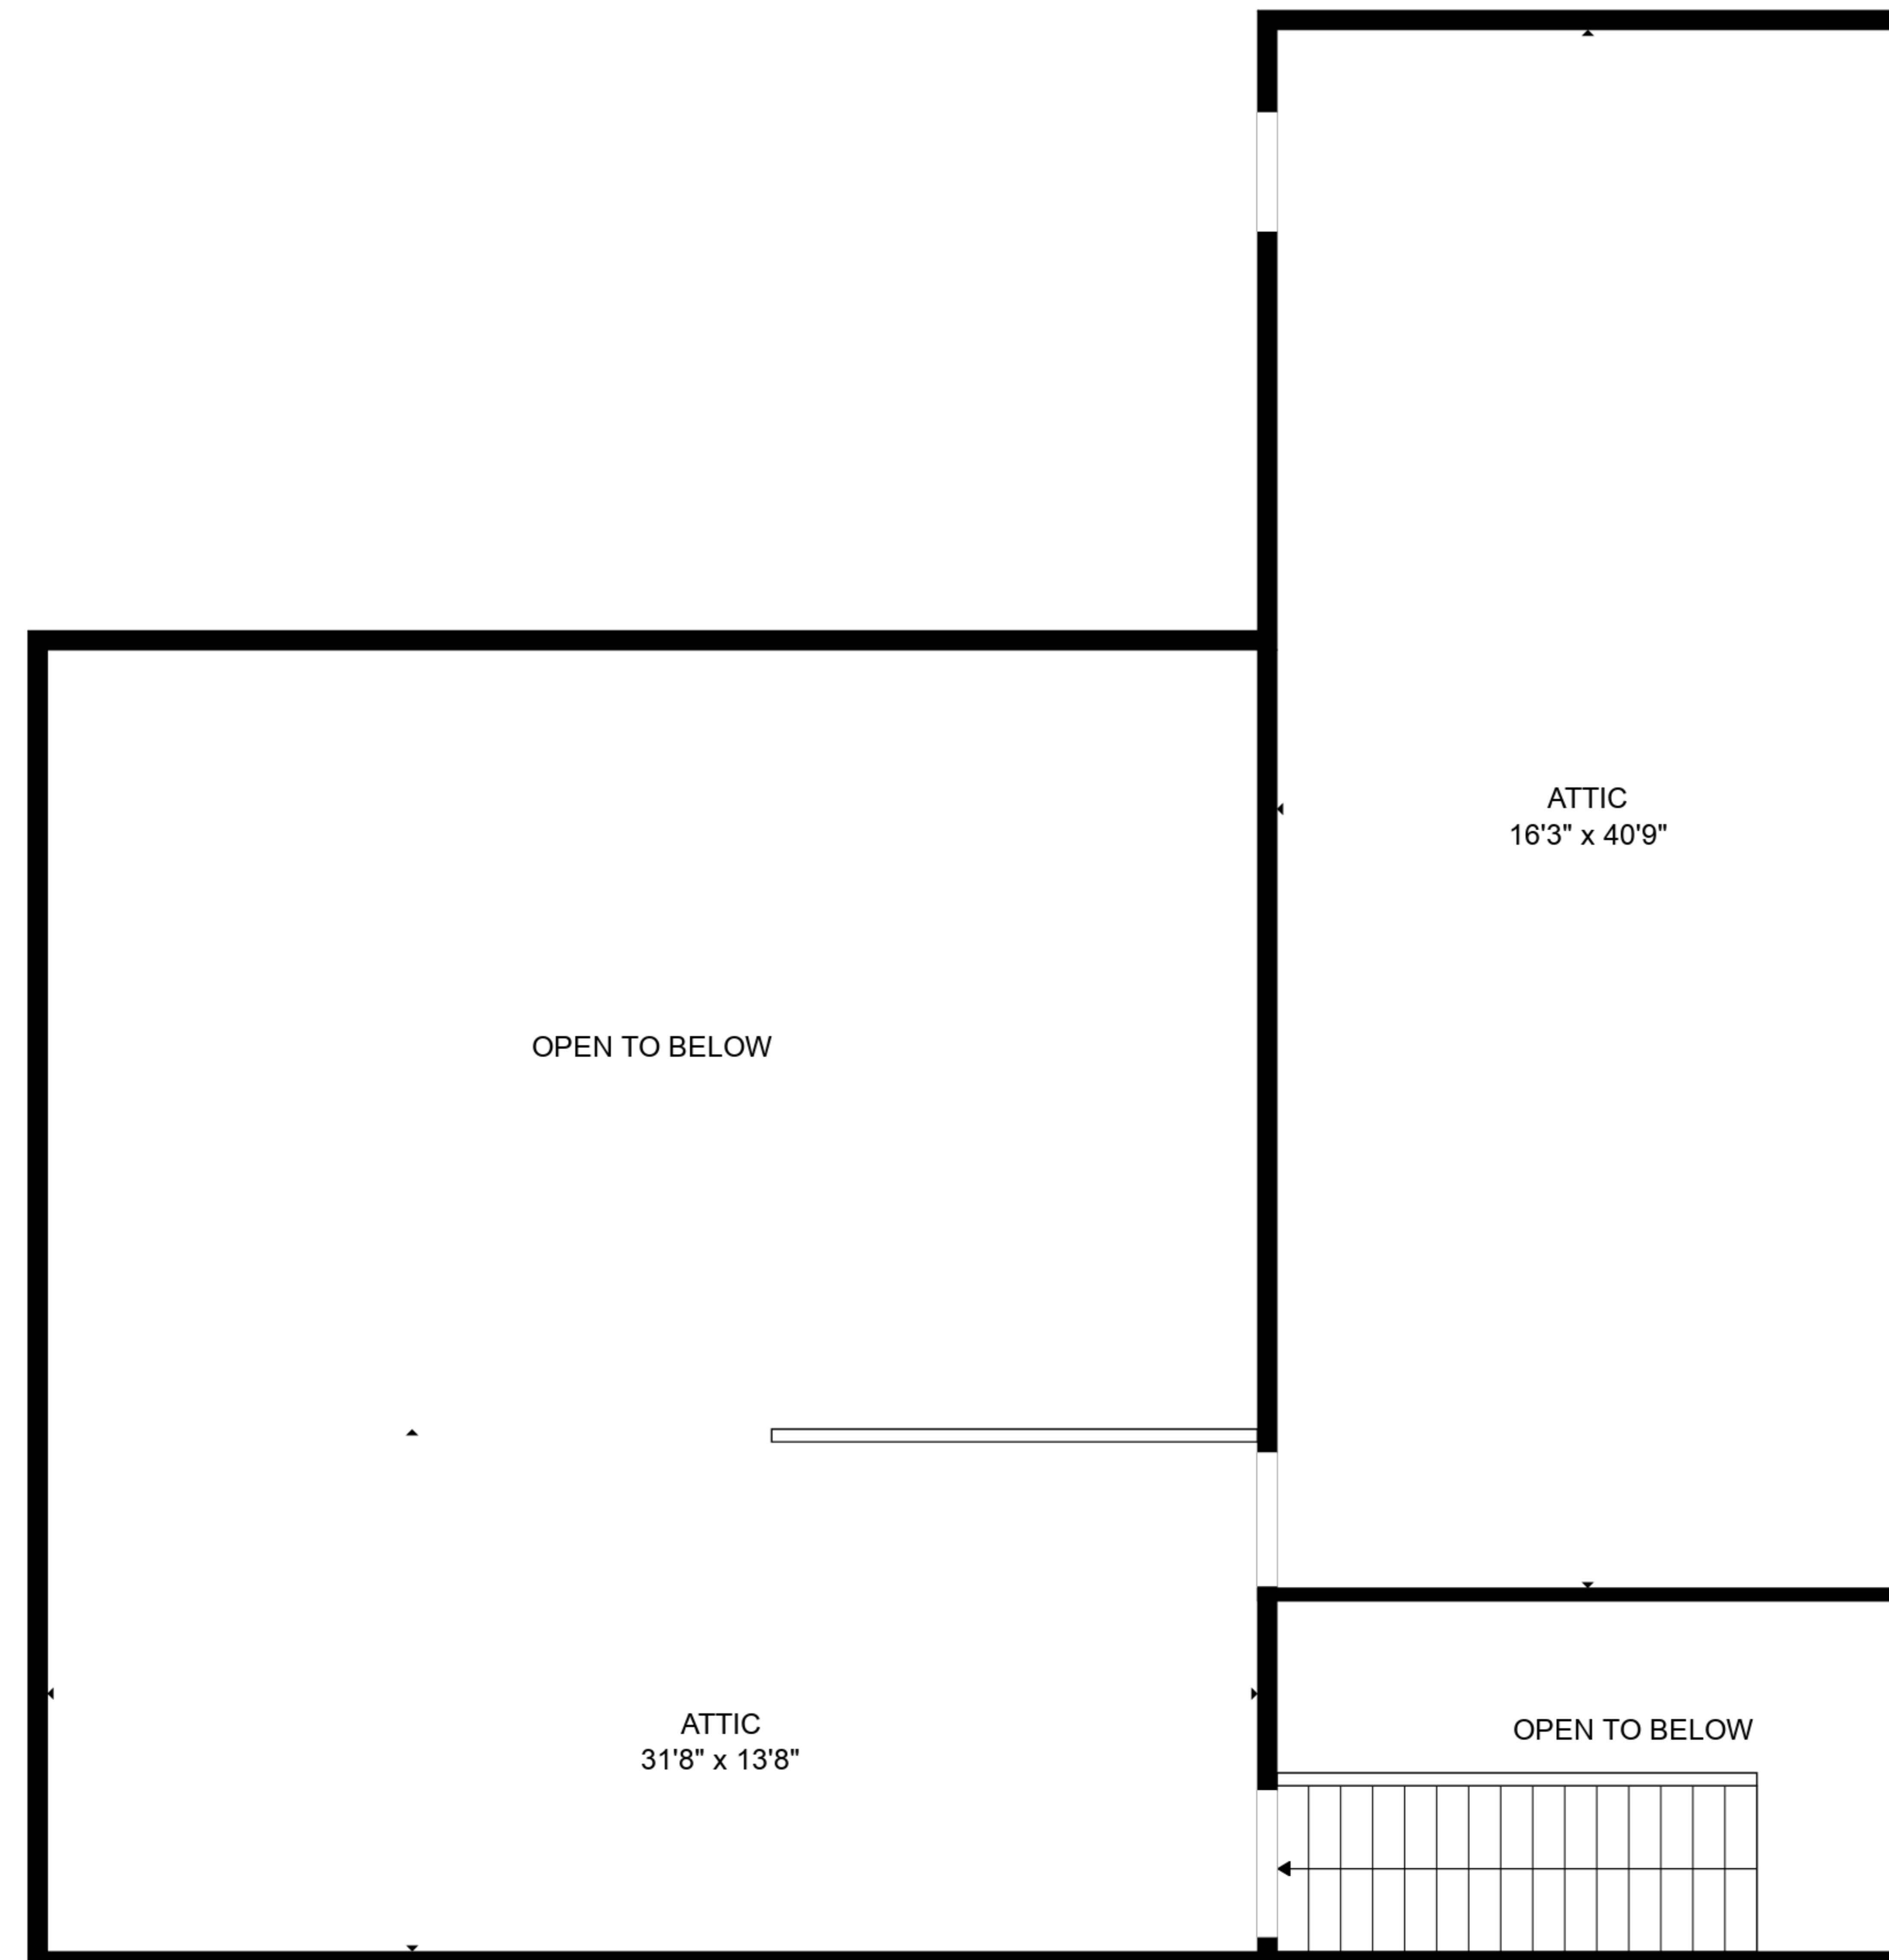 ATTIC
16'3" x 40'9"
OPEN TO BELOW
ATTIC
31'8" x 13'8"
OPEN TO BELOW